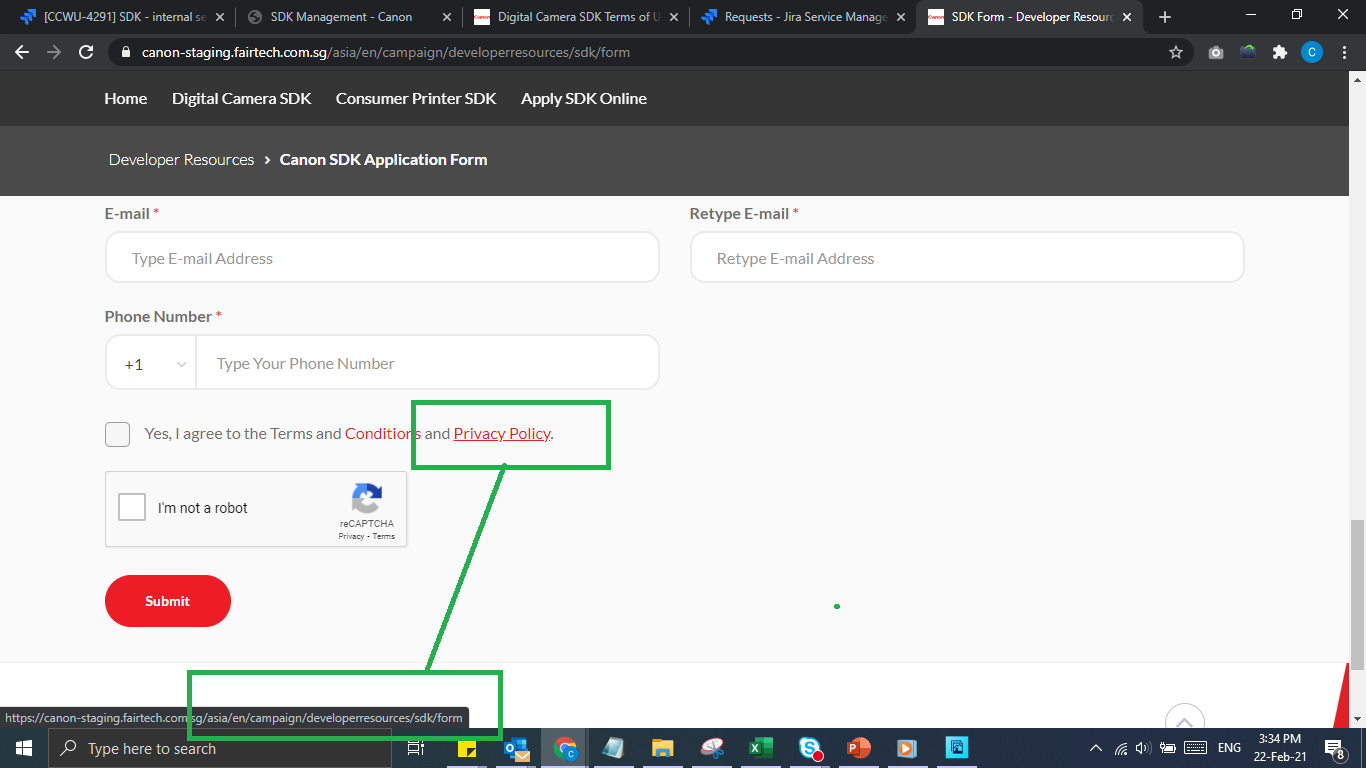 [CCWU-4291] SDK - internal se
SDK Management - Canon
Digital Camera SDK Terms of U
Requests - Jira Service Manage
SDK Form - Developer Resourc
canon-staging.fairtech.com.sg/asia/en/campaign/developerresources/sdk/form
C
Home Digital Camera SDK Consumer Printer SDK Apply SDK Online
Developer Resources > Canon SDK Application Form
E-mail * Retype E-mail *
Type E-mail Address Retype E-mail Address
Phone Number *
+1 Type Your Phone Number
Yes, I agree to the Terms and Conditions and Privacy Policy.
I'm not a robot
reCAPTCHA
Privacy - Terms
Submit
https://canon-staging.fairtech.com.sg/asia/en/campaign/developerresources/sdk/form
Type here to search
ENG
3:34 PM
22-Feb-21
8